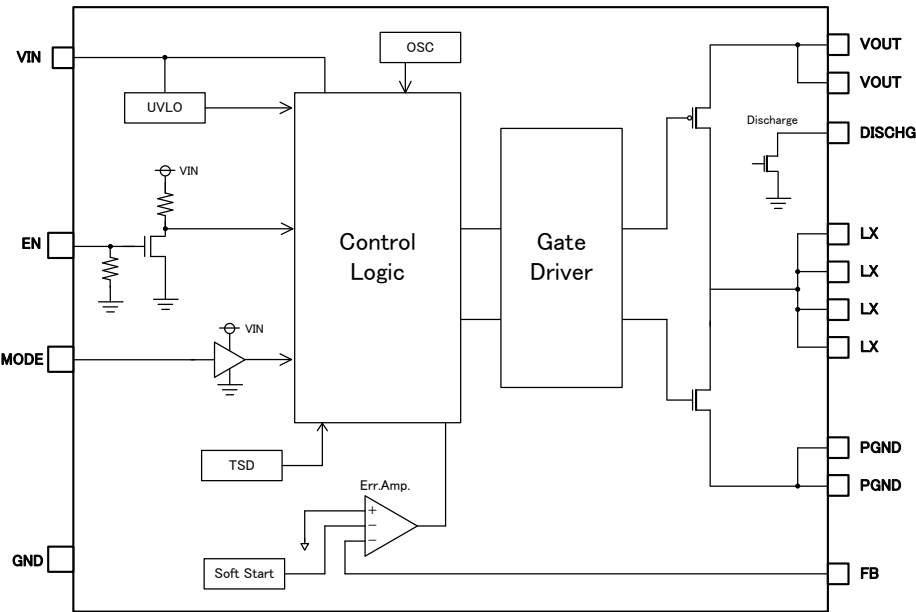 VIN
OSC
VOUT
VOUT
UVLO
Discharge
DISCHG
VIN
EN
Control
Logic
Gate
Driver
LX
LX
LX
LX
VIN
MODE
TSD
Err.Amp.
PGND
PGND
+
−
−
GND
Soft Start
FB